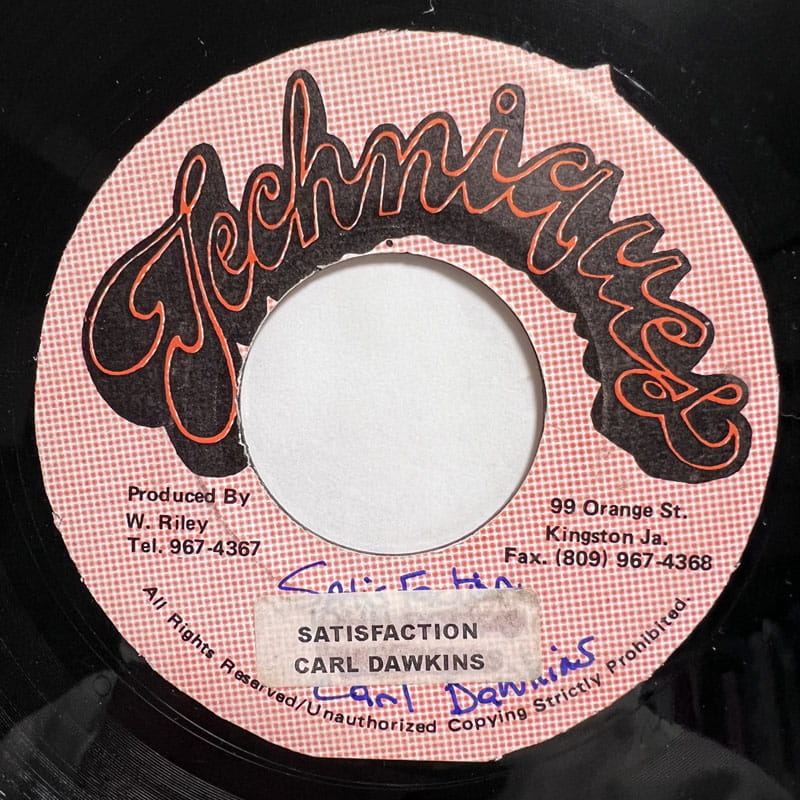 Techniques
Produced By
W. Riley
Tel. 967-4367
99 Orange St.
Kingston Ja.
Fax. (809) 967-4368
Satisfaction
SATISFACTION
CARL DAWKINS
Carl Dawkins
All Rights Reserved/Unauthorized Copying Strictly Prohibited.